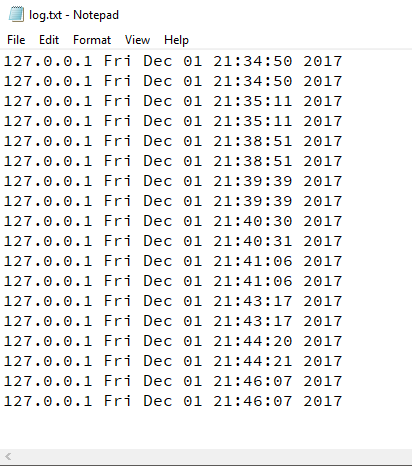 log.txt - Notepad
File Edit Format View Help
127.0.0.1 Fri Dec 01 21:34:50 2017
127.0.0.1 Fri Dec 01 21:34:50 2017
127.0.0.1 Fri Dec 01 21:35:11 2017
127.0.0.1 Fri Dec 01 21:35:11 2017
127.0.0.1 Fri Dec 01 21:38:51 2017
127.0.0.1 Fri Dec 01 21:38:51 2017
127.0.0.1 Fri Dec 01 21:39:39 2017
127.0.0.1 Fri Dec 01 21:39:39 2017
127.0.0.1 Fri Dec 01 21:40:30 2017
127.0.0.1 Fri Dec 01 21:40:31 2017
127.0.0.1 Fri Dec 01 21:41:06 2017
127.0.0.1 Fri Dec 01 21:41:06 2017
127.0.0.1 Fri Dec 01 21:43:17 2017
127.0.0.1 Fri Dec 01 21:43:17 2017
127.0.0.1 Fri Dec 01 21:44:20 2017
127.0.0.1 Fri Dec 01 21:44:21 2017
127.0.0.1 Fri Dec 01 21:46:07 2017
127.0.0.1 Fri Dec 01 21:46:07 2017